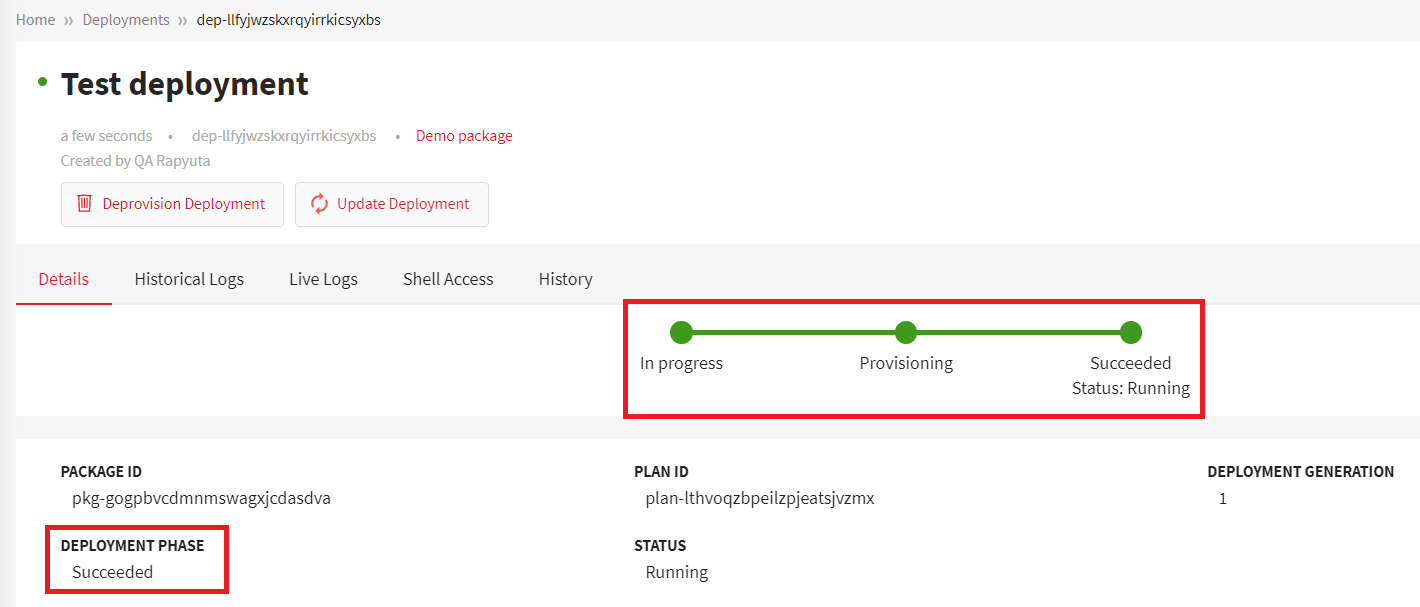 Home » Deployments » dep-llfyjwzskxrqyirrkicsyxbs
Test deployment
a few seconds • dep-llfyjwzskxrqyirrkicsyxbs • Demo package
Created by QA Rapyuta
Deprovision Deployment Update Deployment
Details Historical Logs Live Logs Shell Access History
In progress Provisioning Succeeded
Status: Running
PACKAGE ID PLAN ID DEPLOYMENT GENERATION
pkg-gogpbvcdmnmswagxjcdasdva plan-lthvoqzbpeilzpjeatsjvzmx 1
DEPLOYMENT PHASE STATUS
Succeeded Running